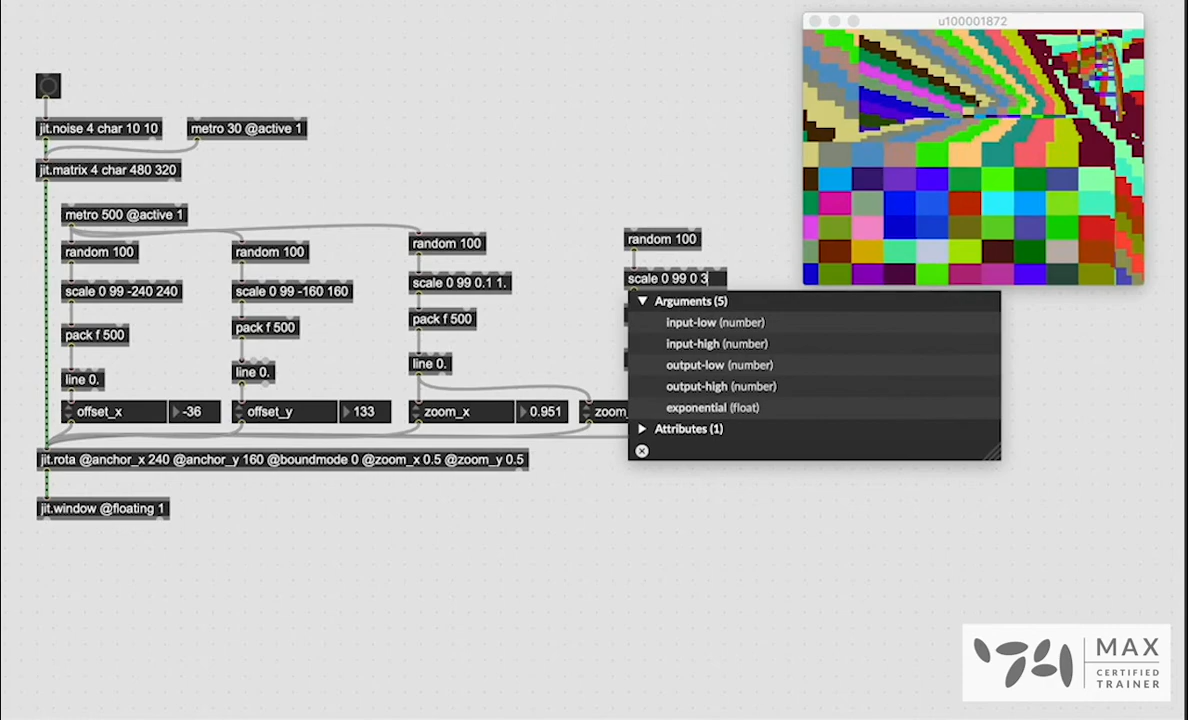 u100001872
jit.noise 4 char 10 10
metro 30 @active 1
jit.matrix 4 char 480 320
metro 500 @active 1
random 100
random 100
random 100
random 100
scale 0 99 -240 240
scale 0 99 -160 160
scale 0 99 0.1 1.
scale 0 99 0 3
pack f 500
pack f 500
pack f 500
line 0.
line 0.
line 0.
offset_x
-36
offset_y
133
zoom_x
0.951
zoom_
Arguments (5)
input-low (number)
input-high (number)
output-low (number)
output-high (number)
exponential (float)
Attributes (1)
jit.rota @anchor_x 240 @anchor_y 160 @boundmode 0 @zoom_x 0.5 @zoom_y 0.5
jit.window @floating 1
74
MAX
CERTIFIED
TRAINER